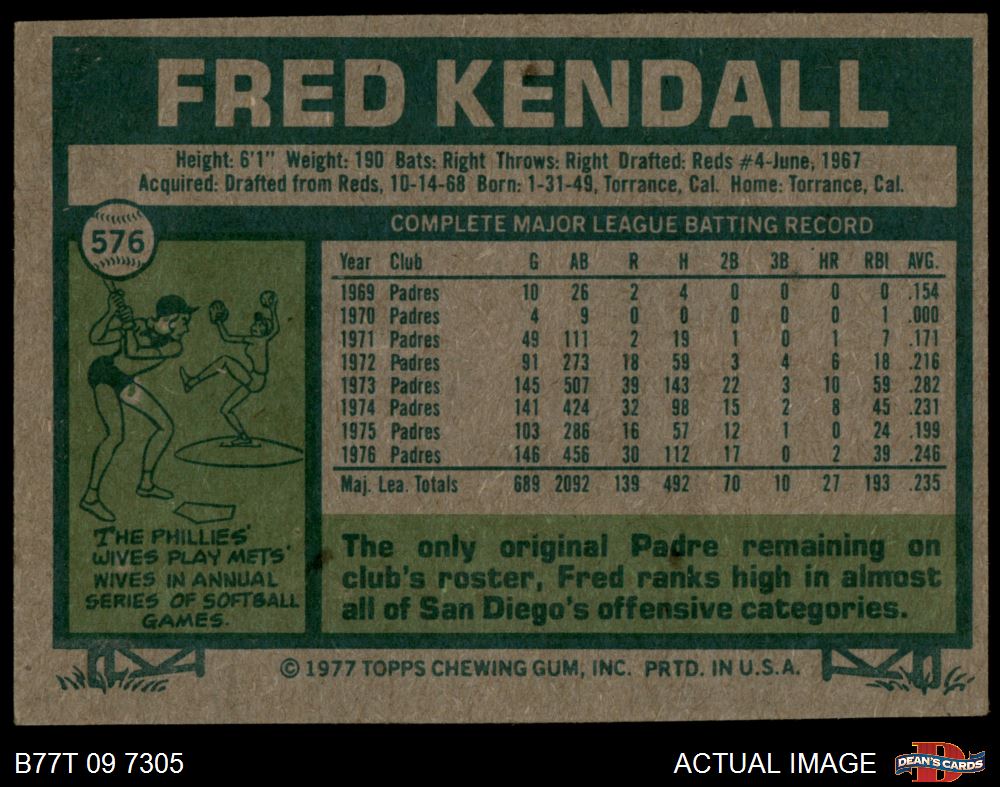 FRED KENDALL
Height: 6'1" Weight: 190 Bats: Right Throws: Right Drafted: Reds #4-June, 1967
Acquired: Drafted from Reds, 10-14-68 Born: 1-31-49, Torrance, Cal. Home: Torrance, Cal.
576
COMPLETE MAJOR LEAGUE BATTING RECORD
Year Club G AB R H 2B 3B HR RBI AVG.
1969 Padres 10 26 2 4 0 0 0 0 .154
1970 Padres 4 9 0 0 0 0 0 1 .000
1971 Padres 49 111 2 19 1 0 1 7 .171
1972 Padres 91 273 18 59 3 4 6 18 .216
1973 Padres 145 507 39 143 22 3 10 59 .282
1974 Padres 141 424 32 98 15 2 8 45 .231
1975 Padres 103 286 16 57 12 1 0 24 .199
1976 Padres 146 456 30 112 17 0 2 39 .246
Maj. Lea. Totals 689 2092 139 492 70 10 27 193 .235
THE PHILLIES'
WIVES PLAY METS'
WIVES IN ANNUAL
SERIES OF SOFTBALL
GAMES.
The only original Padre remaining on
club's roster, Fred ranks high in almost
all of San Diego's offensive categories.
© 1977 TOPPS CHEWING GUM, INC. PRTD. IN U.S.A.
B77T 09 7305
ACTUAL IMAGE
DEAN'S CARDS